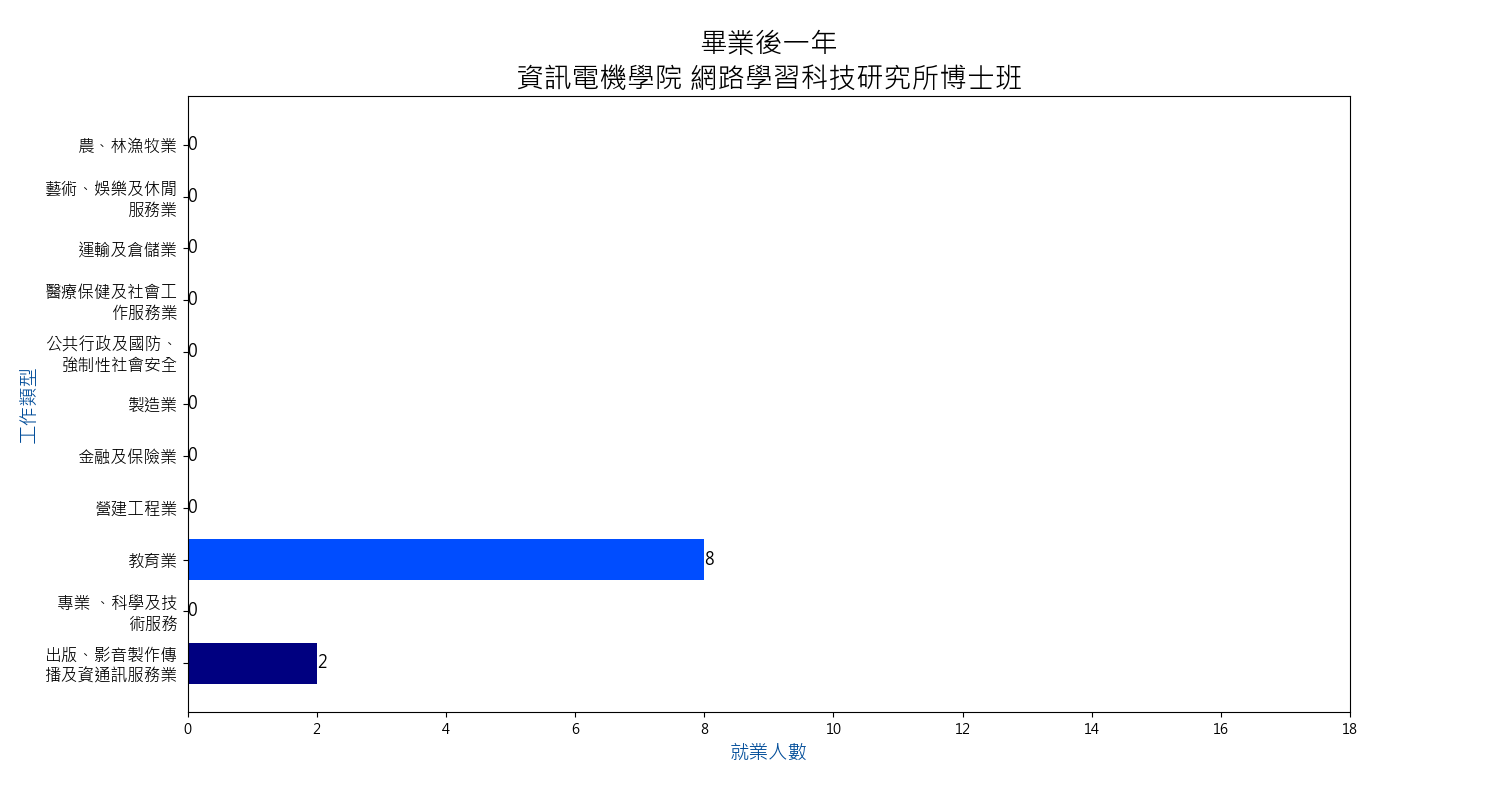 畢業後一年
資訊電機學院 網路學習科技研究所博士班
農、林漁牧業
0
藝術、娛樂及休閒
服務業
0
運輸及倉儲業
0
醫療保健及社會工
作服務業
0
公共行政及國防、
強制性社會安全
0
製造業
0
金融及保險業
0
營建工程業
0
教育業
8
專業 、科學及技
術服務
0
出版、影音製作傳
播及資通訊服務業
2
工作類型
0 2 4 6 8 10 12 14 16 18
就業人數